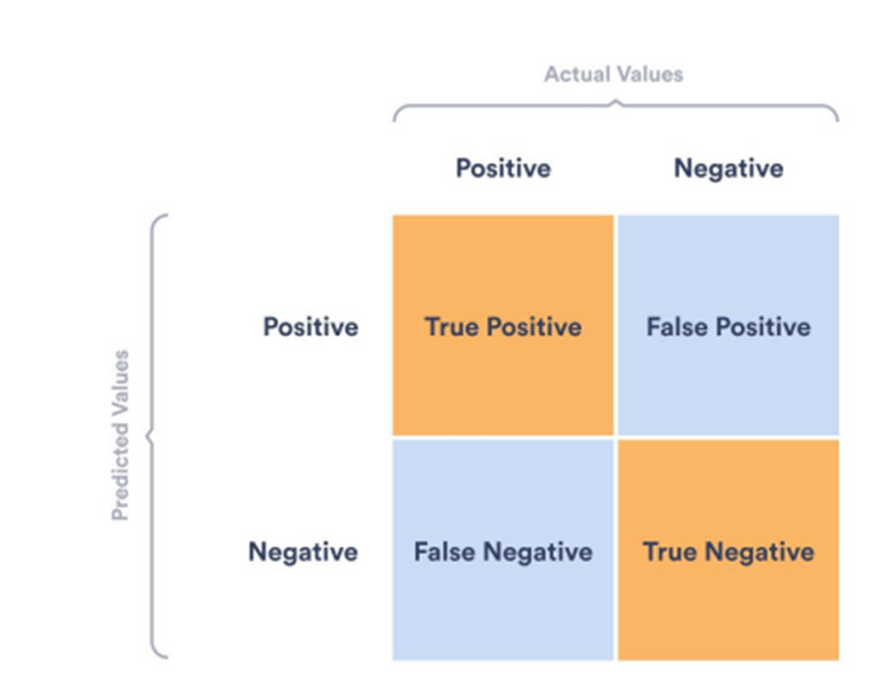 Actual Values
Positive Negative
Predicted Values
Positive True Positive False Positive
Negative False Negative True Negative